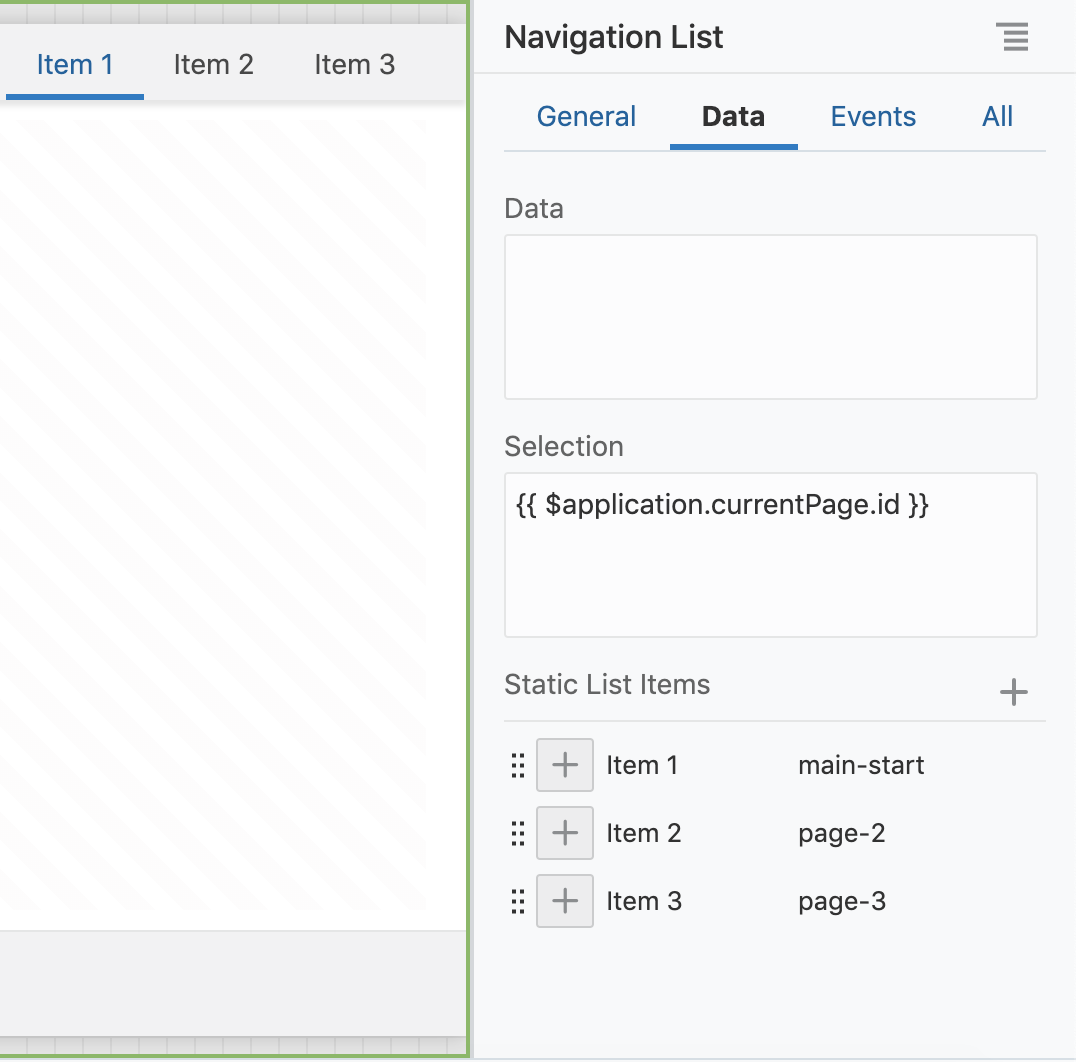 Item 1 Item 2 Item 3
Navigation List
General Data Events All
Data
Selection
{{ $application.currentPage.id }}
Static List Items
Item 1 main-start
Item 2 page-2
Item 3 page-3